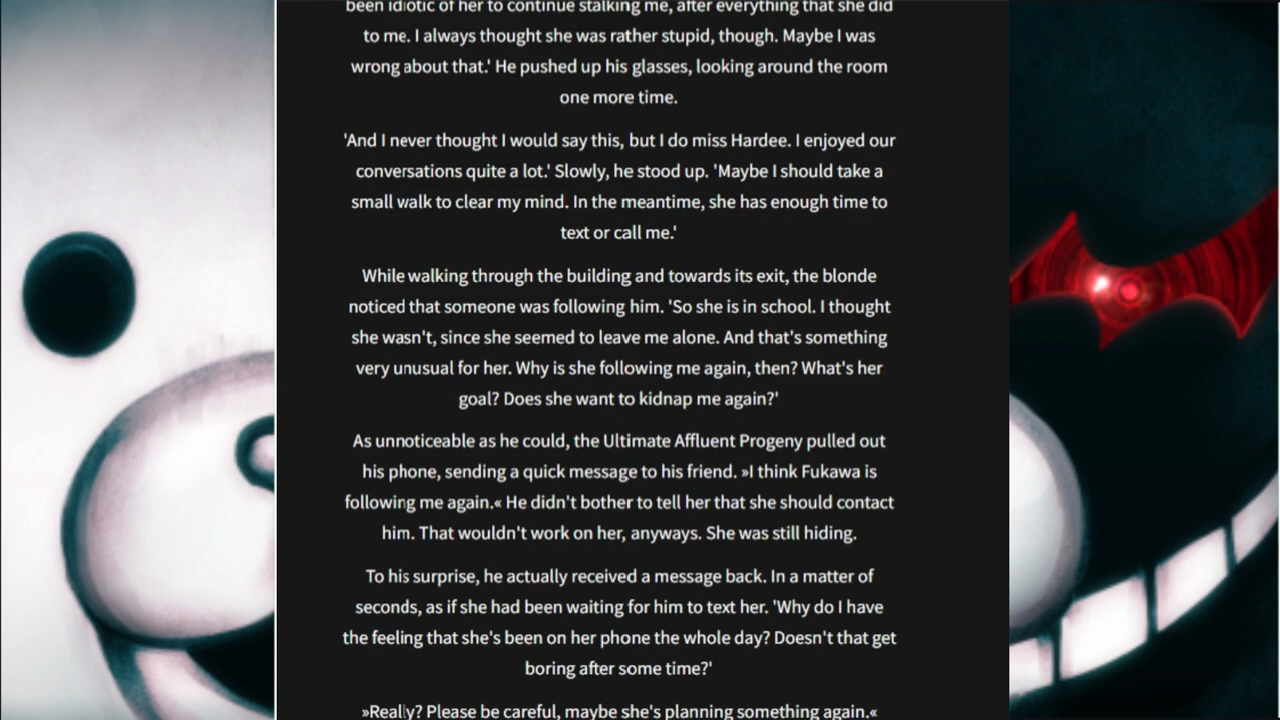 been idiotic of her to continue stalking me, after everything that she did
to me. I always thought she was rather stupid, though. Maybe I was
wrong about that.' He pushed up his glasses, looking around the room
one more time.
'And I never thought I would say this, but I do miss Hardee. I enjoyed our
conversations quite a lot.' Slowly, he stood up. 'Maybe I should take a
small walk to clear my mind. In the meantime, she has enough time to
text or call me.'
While walking through the building and towards its exit, the blonde
noticed that someone was following him. 'So she is in school. I thought
she wasn't, since she seemed to leave me alone. And that's something
very unusual for her. Why is she following me again, then? What's her
goal? Does she want to kidnap me again?'
As unnoticeable as he could, the Ultimate Affluent Progeny pulled out
his phone, sending a quick message to his friend. »I think Fukawa is
following me again.« He didn't bother to tell her that she should contact
him. That wouldn't work on her, anyways. She was still hiding.
To his surprise, he actually received a message back. In a matter of
seconds, as if she had been waiting for him to text her. 'Why do I have
the feeling that she's been on her phone the whole day? Doesn't that get
boring after some time?'
»Really? Please be careful, maybe she's planning something again.«